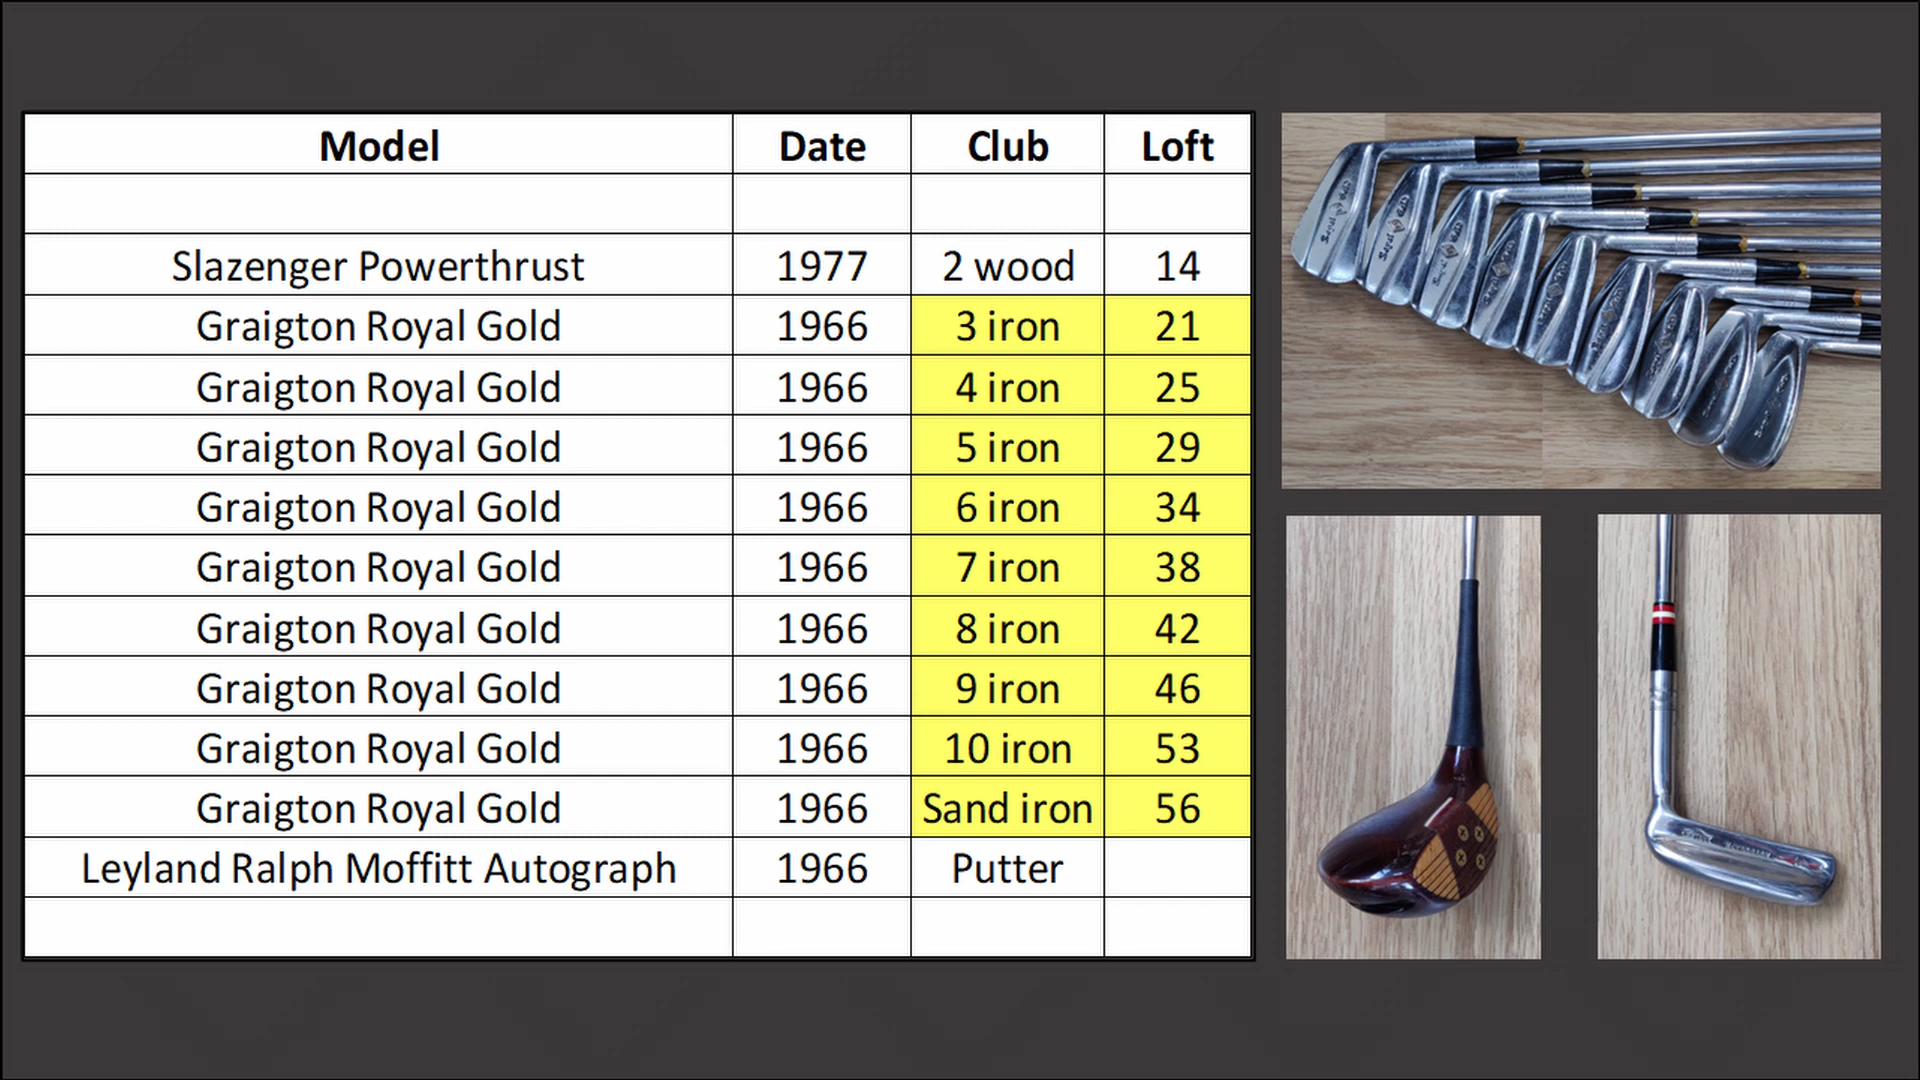 Model Date Club Loft
Slazenger Powerthrust 1977 2 wood 14
Graigton Royal Gold 1966 3 iron 21
Graigton Royal Gold 1966 4 iron 25
Graigton Royal Gold 1966 5 iron 29
Graigton Royal Gold 1966 6 iron 34
Graigton Royal Gold 1966 7 iron 38
Graigton Royal Gold 1966 8 iron 42
Graigton Royal Gold 1966 9 iron 46
Graigton Royal Gold 1966 10 iron 53
Graigton Royal Gold 1966 Sand iron 56
Leyland Ralph Moffitt Autograph 1966 Putter
Royal Gold